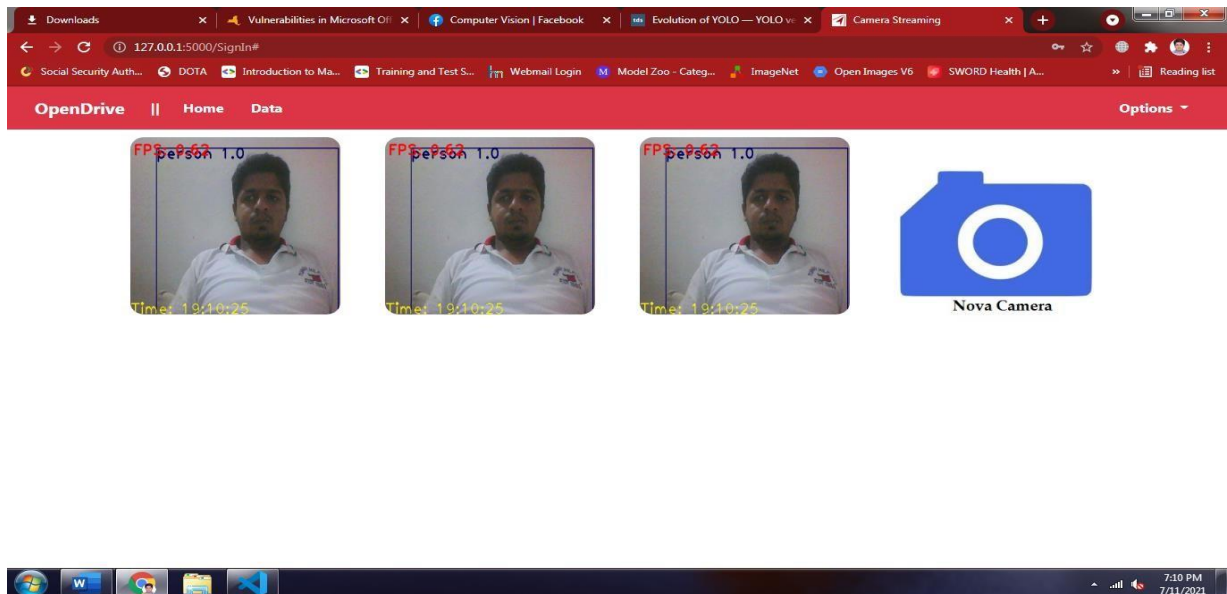 Downloads
Vulnerabilities in Microsoft Off
Computer Vision | Facebook
Evolution of YOLO — YOLO ve
Camera Streaming
127.0.0.1:5000/SignIn#
Social Security Auth...
DOTA
Introduction to Ma...
Training and Test S...
Webmail Login
Model Zoo - Categ...
ImageNet
Open Images V6
SWORD Health | A...
Reading list
OpenDrive || Home Data
Options
person 1.0
person 1.0
person 1.0
Time: 19:10:25
Time: 19:10:25
Time: 19:10:25
Nova Camera
7:10 PM
7/11/2021